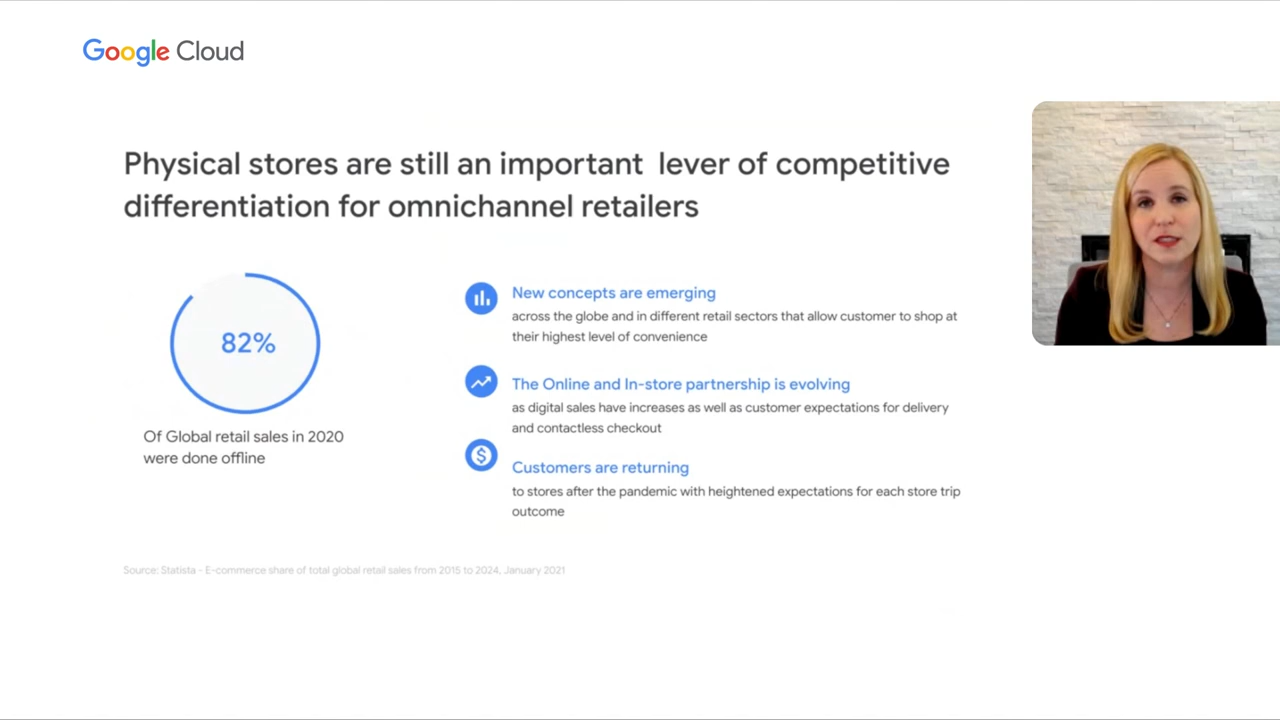 Google Cloud
Physical stores are still an important lever of competitive
differentiation for omnichannel retailers
82%
Of Global retail sales in 2020
were done offline
New concepts are emerging
across the globe and in different retail sectors that allow customer to shop at
their highest level of convenience
The Online and In-store partnership is evolving
as digital sales have increases as well as customer expectations for delivery
and contactless checkout
$
Customers are returning
to stores after the pandemic with heightened expectations for each store trip
outcome
Source: Statista - E-commerce share of total global retail sales from 2015 to 2024, January 2021